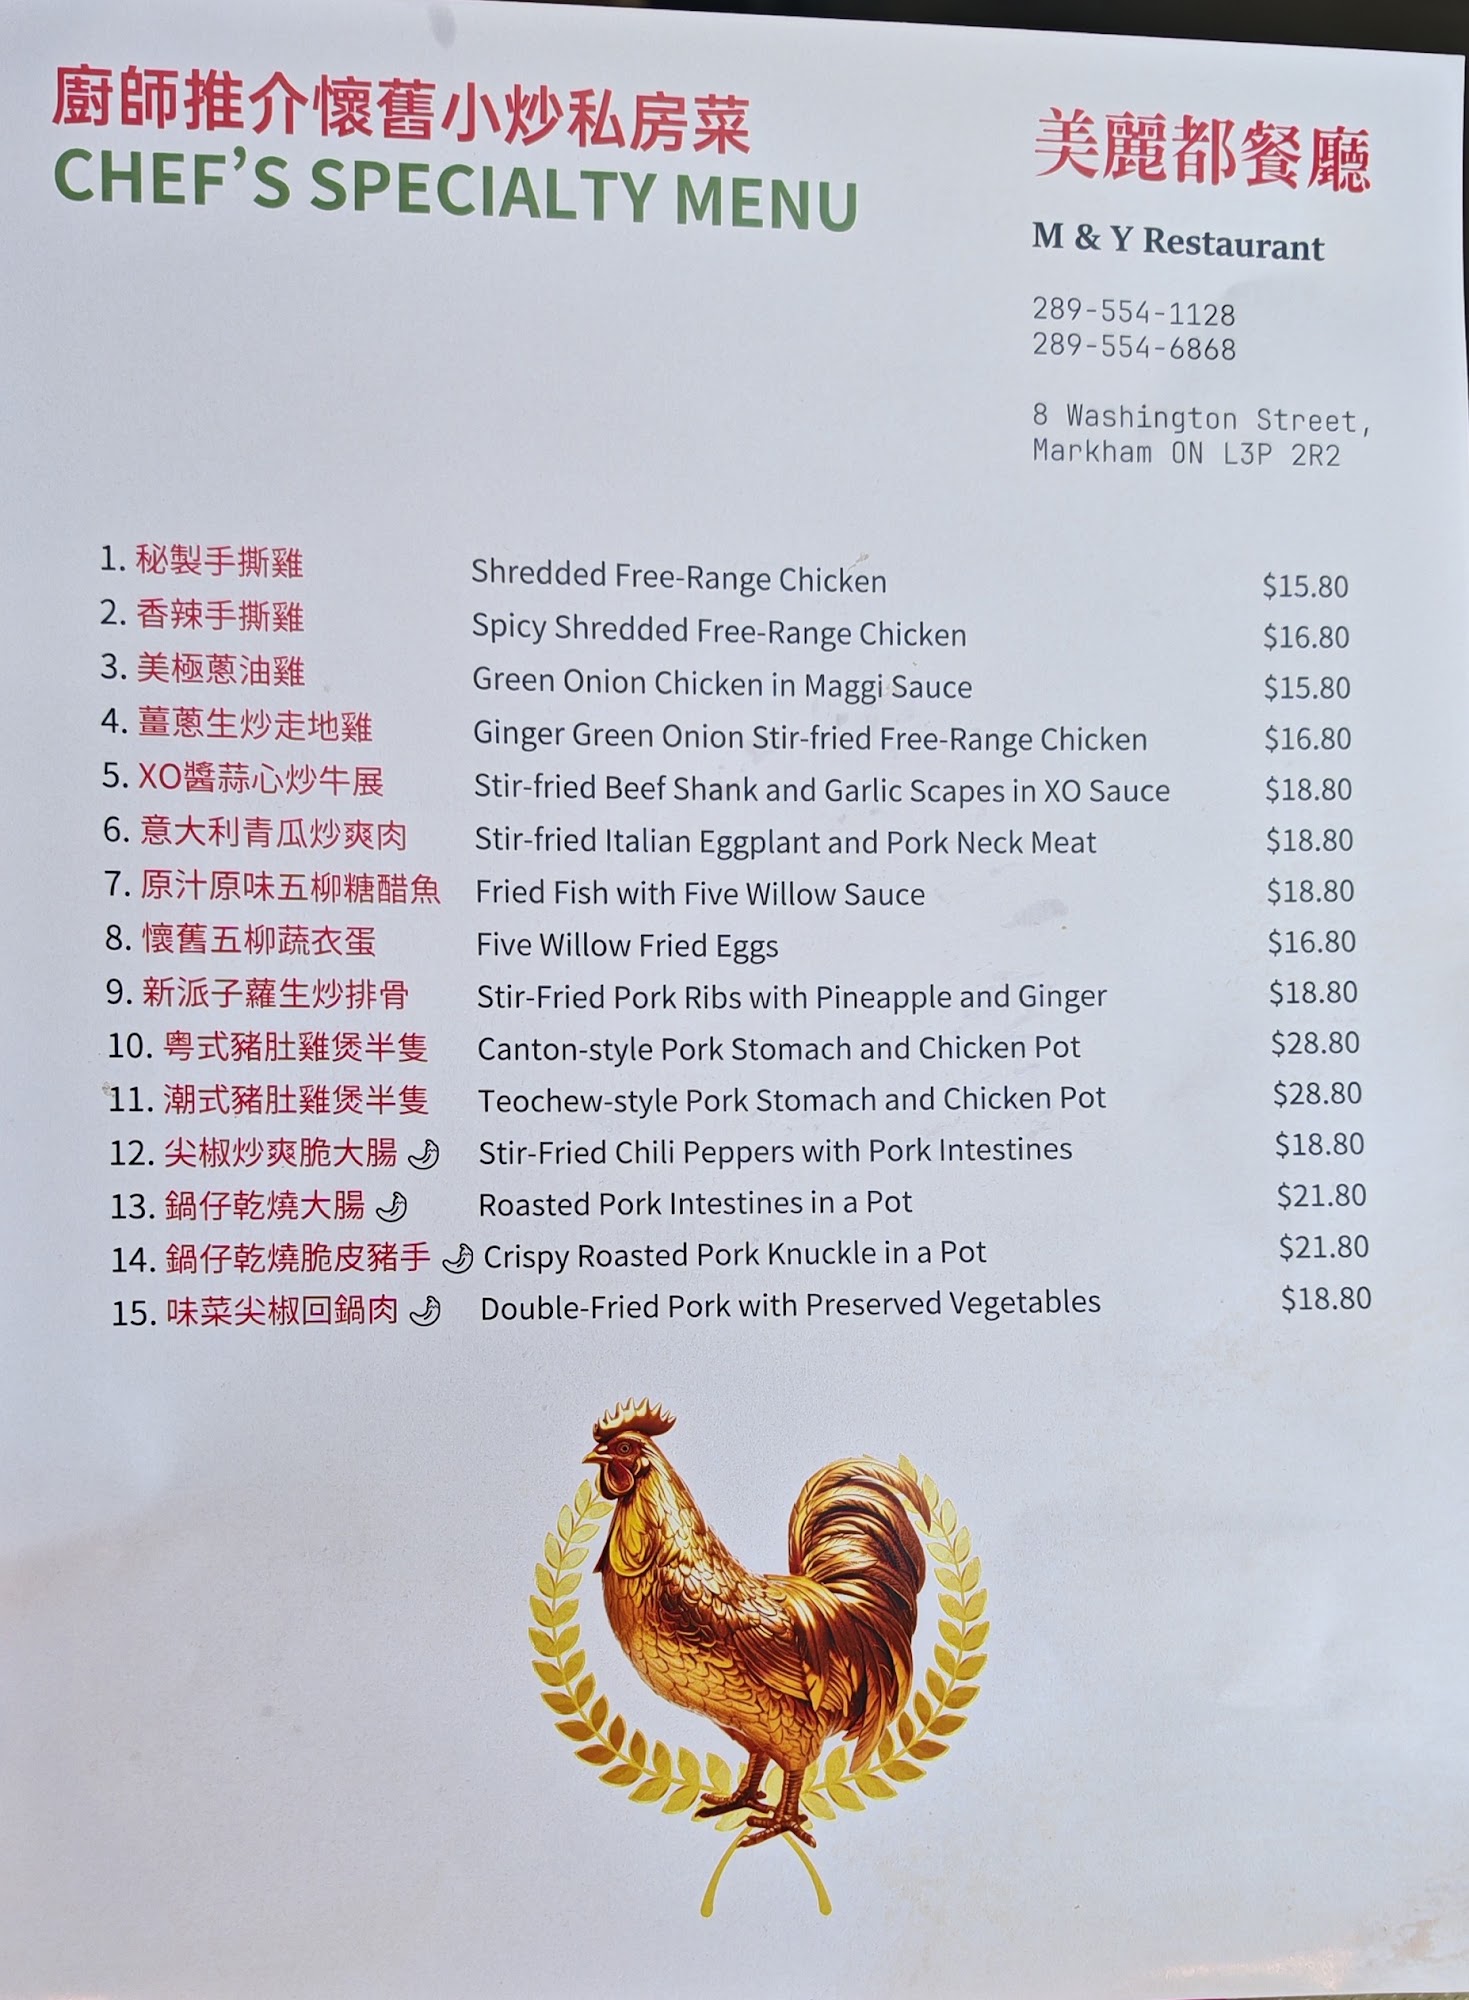 廚師推介懷舊小炒私房菜
CHEF'S SPECIALTY MENU
美麗都餐廳
M & Y Restaurant
289-554-1128
289-554-6868
8 Washington Street,
Markham ON L3P 2R2
1. 秘製手撕雞 Shredded Free-Range Chicken $15.80
2. 香辣手撕雞 Spicy Shredded Free-Range Chicken $16.80
3. 美極蔥油雞 Green Onion Chicken in Maggi Sauce $15.80
4. 薑蔥生炒走地雞 Ginger Green Onion Stir-fried Free-Range Chicken $16.80
5. XO醬蒜心炒牛展 Stir-fried Beef Shank and Garlic Scapes in XO Sauce $18.80
6. 意大利青瓜炒爽肉 Stir-fried Italian Eggplant and Pork Neck Meat $18.80
7. 原汁原味五柳糖醋魚 Fried Fish with Five Willow Sauce $18.80
8. 懷舊五柳蔬衣蛋 Five Willow Fried Eggs $16.80
9. 新派子蘿生炒排骨 Stir-Fried Pork Ribs with Pineapple and Ginger $18.80
10. 粵式豬肚雞煲半隻 Canton-style Pork Stomach and Chicken Pot $28.80
11. 潮式豬肚雞煲半隻 Teochew-style Pork Stomach and Chicken Pot $28.80
12. 尖椒炒爽脆大腸 Stir-Fried Chili Peppers with Pork Intestines $18.80
13. 鍋仔乾燒大腸 Roasted Pork Intestines in a Pot $21.80
14. 鍋仔乾燒脆皮豬手 Crispy Roasted Pork Knuckle in a Pot $21.80
15. 味菜尖椒回鍋肉 Double-Fried Pork with Preserved Vegetables $18.80